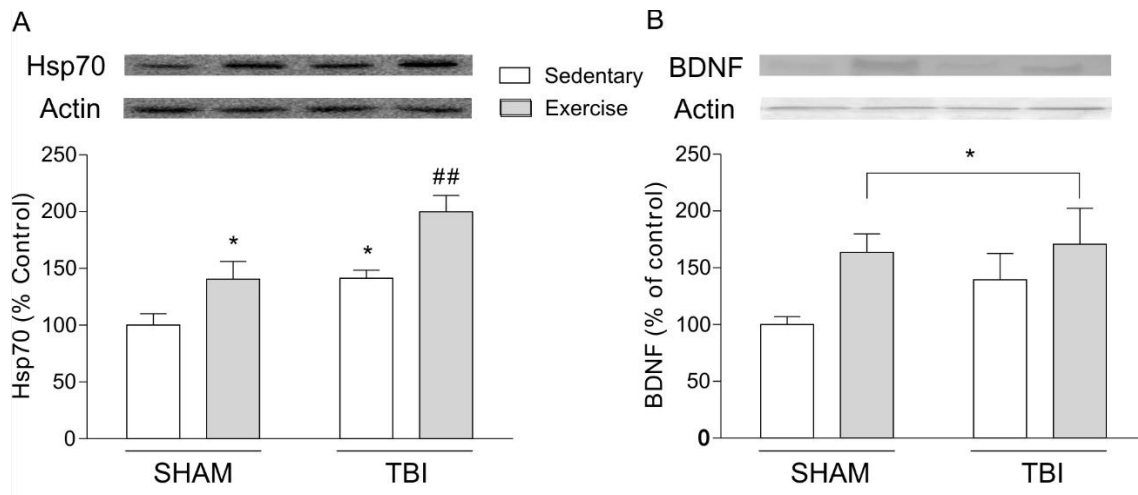 A
Hsp70
Actin
Sedentary
Exercise
Hsp70 (% Control)
250
200
150
100
50
0
*
*
##
SHAM
TBI
B
BDNF
Actin
BDNF (% of control)
250
200
150
100
50
0
*
SHAM
TBI